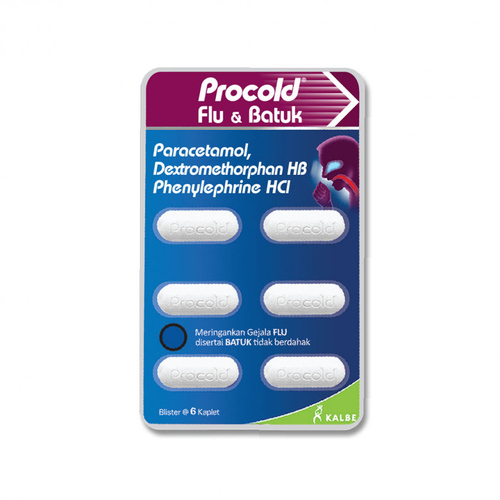 Procold®
Flu & Batuk
Paracetamol,
Dextromethorphan HB
Phenylephrine HCl
Procold Procold
Procold Procold
Meringankan Gejala FLU
disertai BATUK tidak berdahak
Procold Procold
Blister @ 6 Kaplet
KALBE